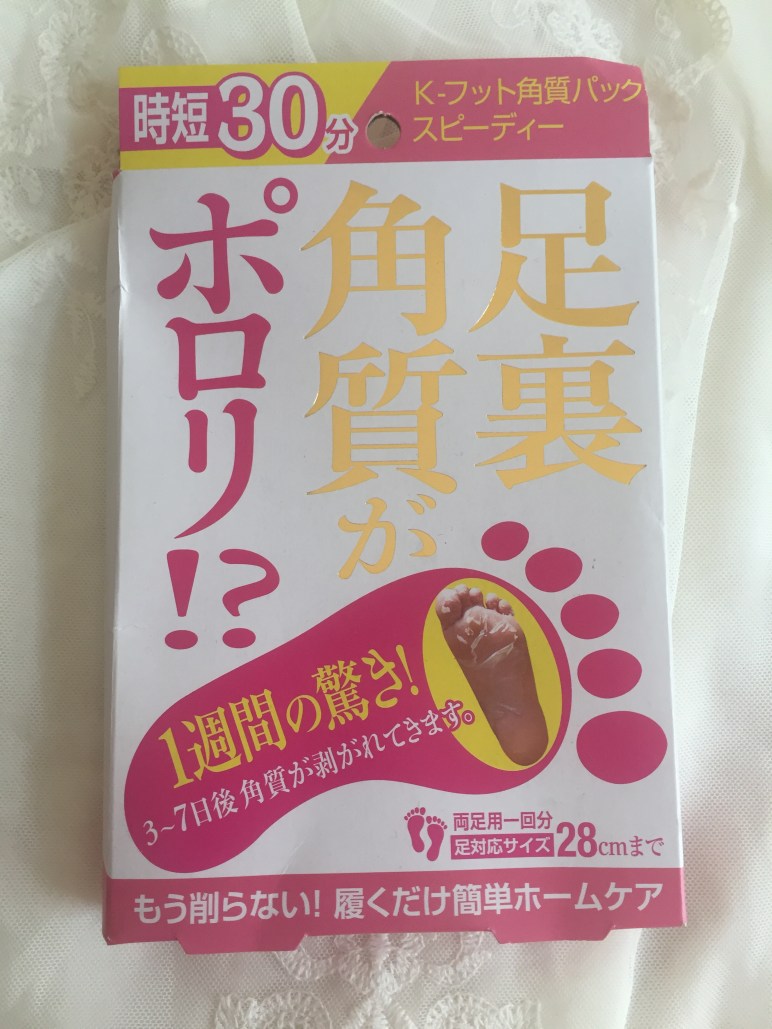 時短30分
K-フット角質パック
スピーディー
足裏
角質が
ポロリ!?
1週間の驚き!
3~7日後 角質が剥がれてきます。
両足用一回分
足対応サイズ 28cmまで
もう削らない! 履くだけ簡単ホームケア